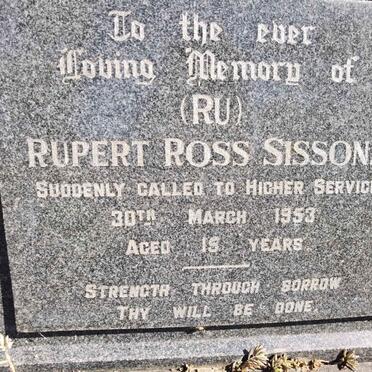 To the ever
Loving Memory of
(RU)
RUPERT ROSS SISSONS
SUDDENLY CALLED TO HIGHER SERVICE
30TH MARCH 1953
AGED 15 YEARS
STRENGTH THROUGH SORROW
THY WILL BE DONE